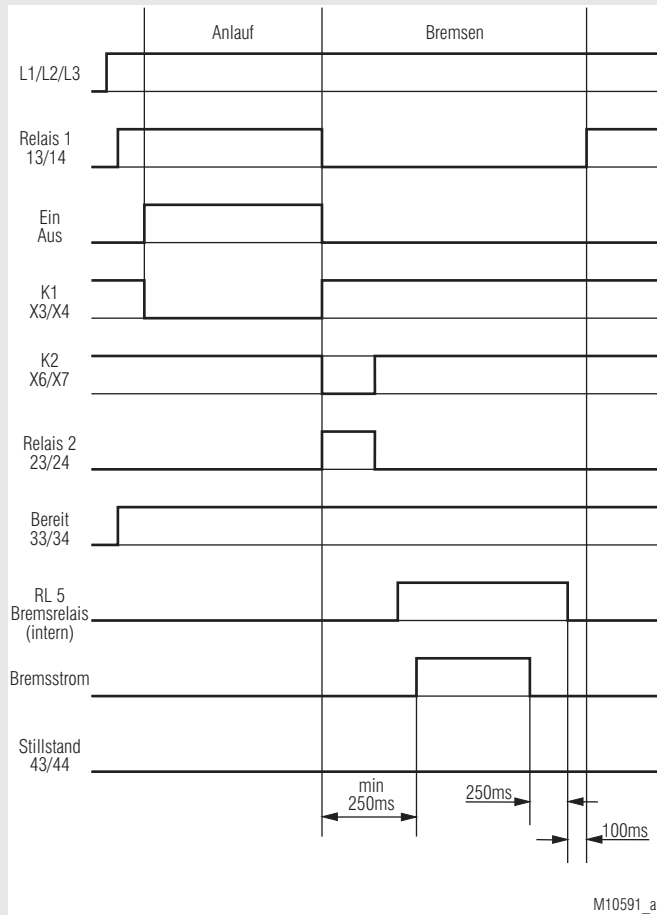 Anlauf
Bremsen
L1/L2/L3
Relais 1
13/14
Ein
Aus
K1
X3/X4
K2
X6/X7
Relais 2
23/24
Bereit
33/34
RL 5
Bremsrelais
(intern)
Bremsstrom
Stillstand
43/44
min
250ms
250ms
100ms
M10591_a